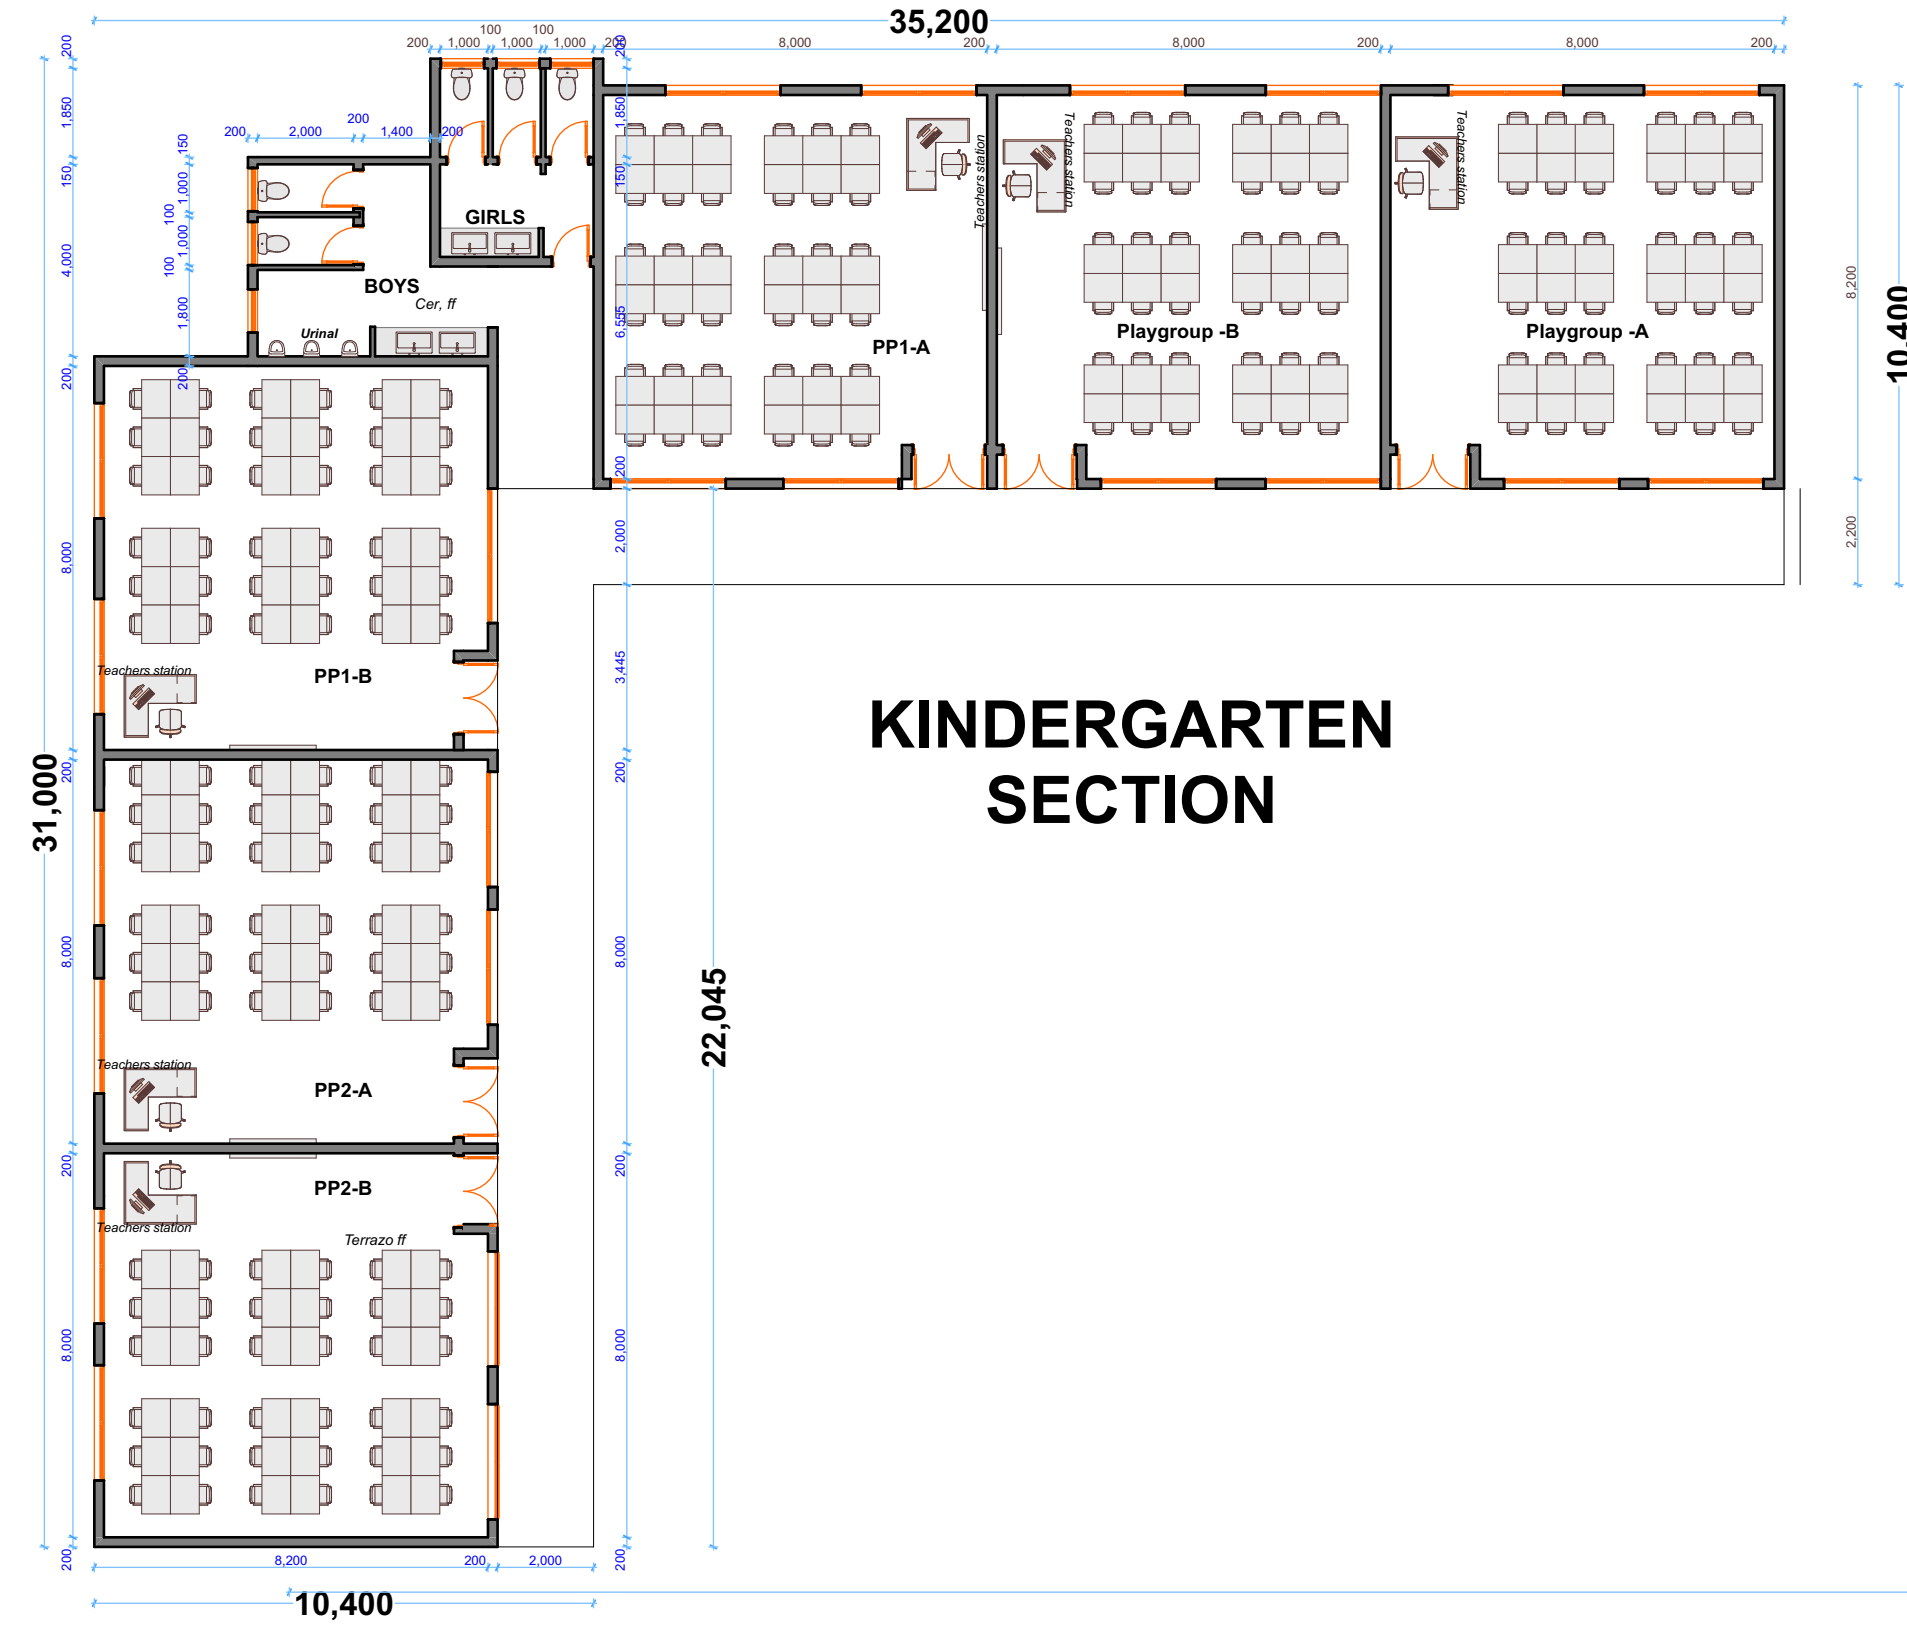 35,200
200 1,000 100 1,000 100 1,000 200 8,000 200 8,000 200 8,000 200
200
200
1,850
1,850
200 2,000 200 1,400 200
150
150
150
1,000
100
1,000
100
1,800
200
4,000
200
GIRLS
BOYS
Cer, ff
Urinal
6,555
200
Teachers station
Teachers station
Teachers station
PP1-A
Playgroup -B
Playgroup -A
8,200
10,400
2,200
2,000
8,000
3,445
Teachers station
PP1-B
KINDERGARTEN
SECTION
31,000
200
200
8,000
8,000
22,045
Teachers station
PP2-A
200
200
PP2-B
Teachers station
Terrazo ff
8,000
8,000
200
200
8,200 200 2,000
10,400